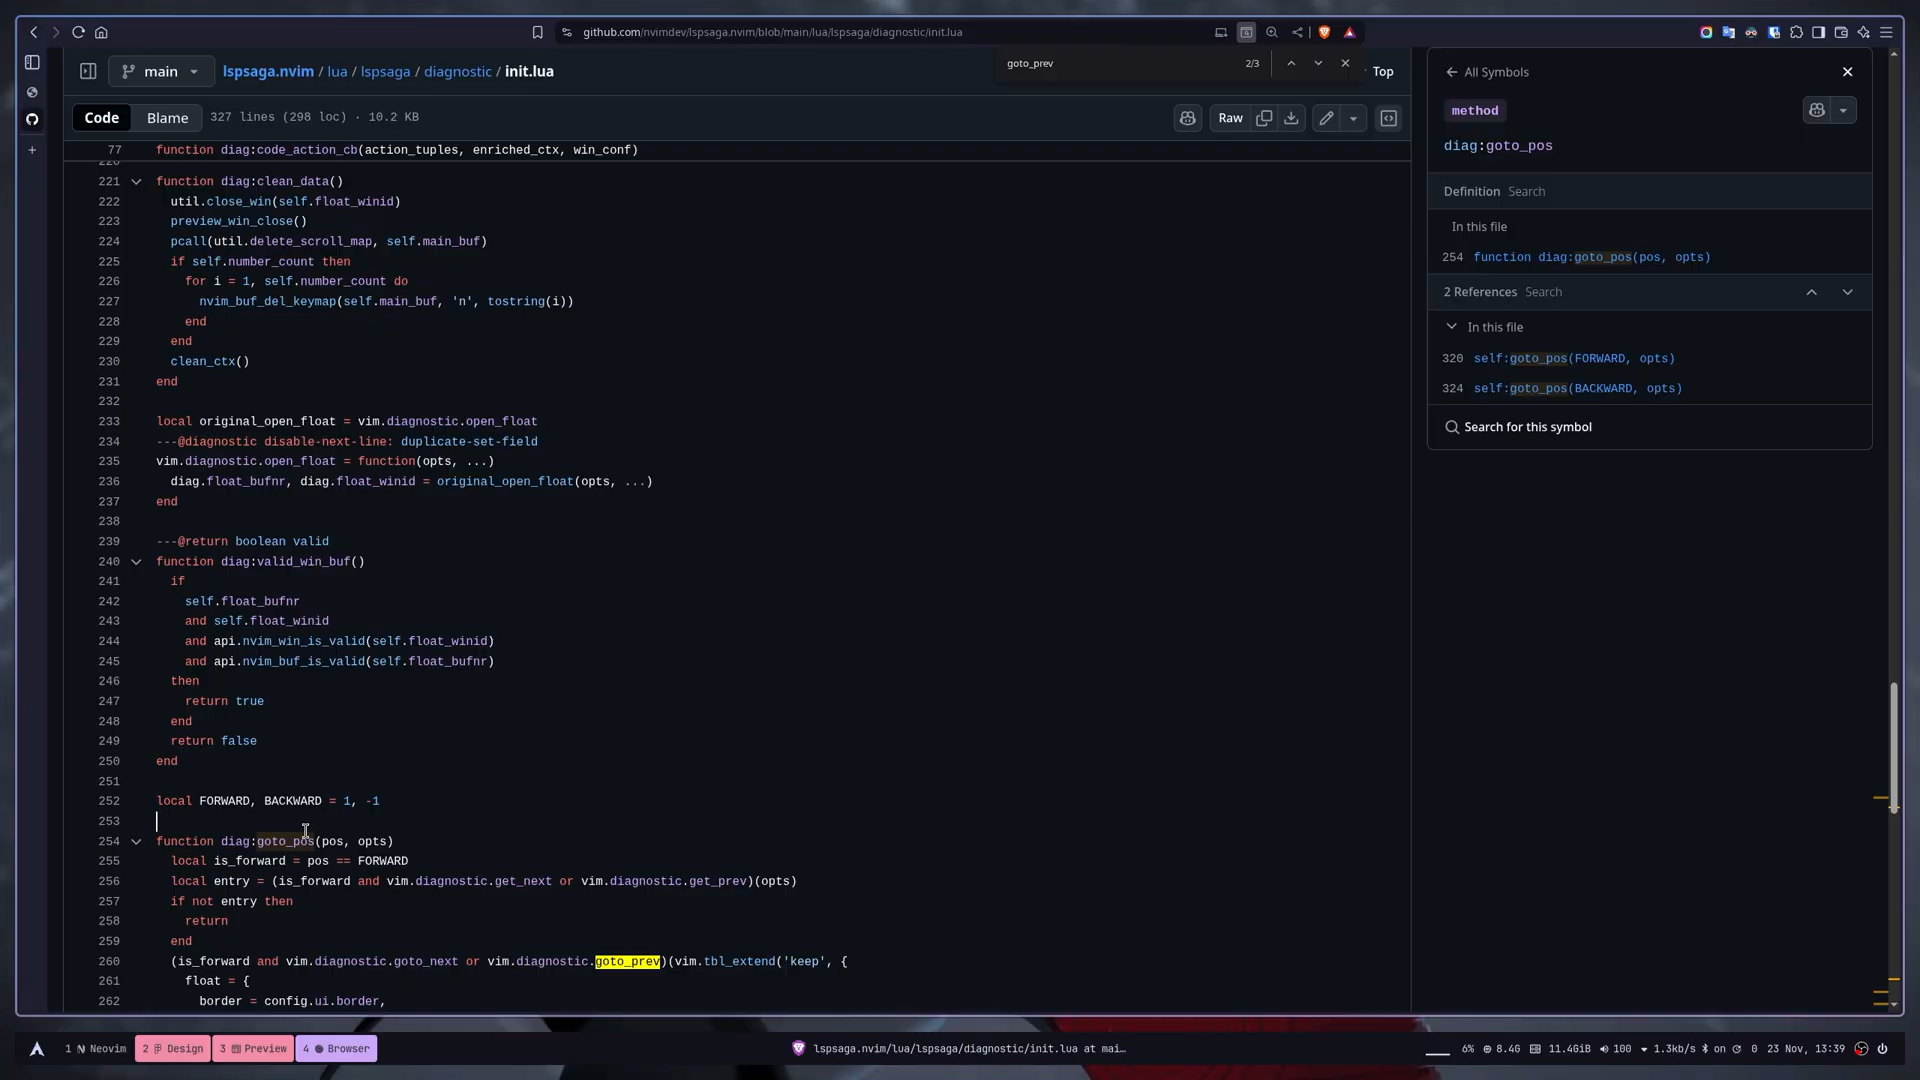 github.com/nvimdev/lspsaga.nvim/blob/main/lua/lspsaga/diagnostic/init.lua
main
lspsaga.nvim / lua / lspsaga / diagnostic / init.lua
goto_prev 2/3
Top
Code Blame 327 lines (298 loc) · 10.2 KB
Raw
77 function diag:code_action_cb(action_tuples, enriched_ctx, win_conf)
220
221 function diag:clean_data()
222 util.close_win(self.float_winid)
223 preview_win_close()
224 pcall(util.delete_scroll_map, self.main_buf)
225 if self.number_count then
226 for i = 1, self.number_count do
227 nvim_buf_del_keymap(self.main_buf, 'n', tostring(i))
228 end
229 end
230 clean_ctx()
231 end
232
233 local original_open_float = vim.diagnostic.open_float
234 ---@diagnostic disable-next-line: duplicate-set-field
235 vim.diagnostic.open_float = function(opts, ...)
236 diag.float_bufnr, diag.float_winid = original_open_float(opts, ...)
237 end
238
239 ---@return boolean valid
240 function diag:valid_win_buf()
241 if
242 self.float_bufnr
243 and self.float_winid
244 and api.nvim_win_is_valid(self.float_winid)
245 and api.nvim_buf_is_valid(self.float_bufnr)
246 then
247 return true
248 end
249 return false
250 end
251
252 local FORWARD, BACKWARD = 1, -1
253
254 function diag:goto_pos(pos, opts)
255 local is_forward = pos == FORWARD
256 local entry = (is_forward and vim.diagnostic.get_next or vim.diagnostic.get_prev)(opts)
257 if not entry then
258 return
259 end
260 (is_forward and vim.diagnostic.goto_next or vim.diagnostic.goto_prev)(vim.tbl_extend('keep', {
261 float = {
262 border = config.ui.border,
All Symbols
method
diag:goto_pos
Definition Search
In this file
254 function diag:goto_pos(pos, opts)
2 References Search
In this file
320 self:goto_pos(FORWARD, opts)
324 self:goto_pos(BACKWARD, opts)
Search for this symbol
1 Neovim 2 Design 3 Preview 4 Browser
lspsaga.nvim/lua/lspsaga/diagnostic/init.lua at mai…
6% 8.4G 11.4GiB 100 1.3kb/s on 0 23 Nov, 13:39